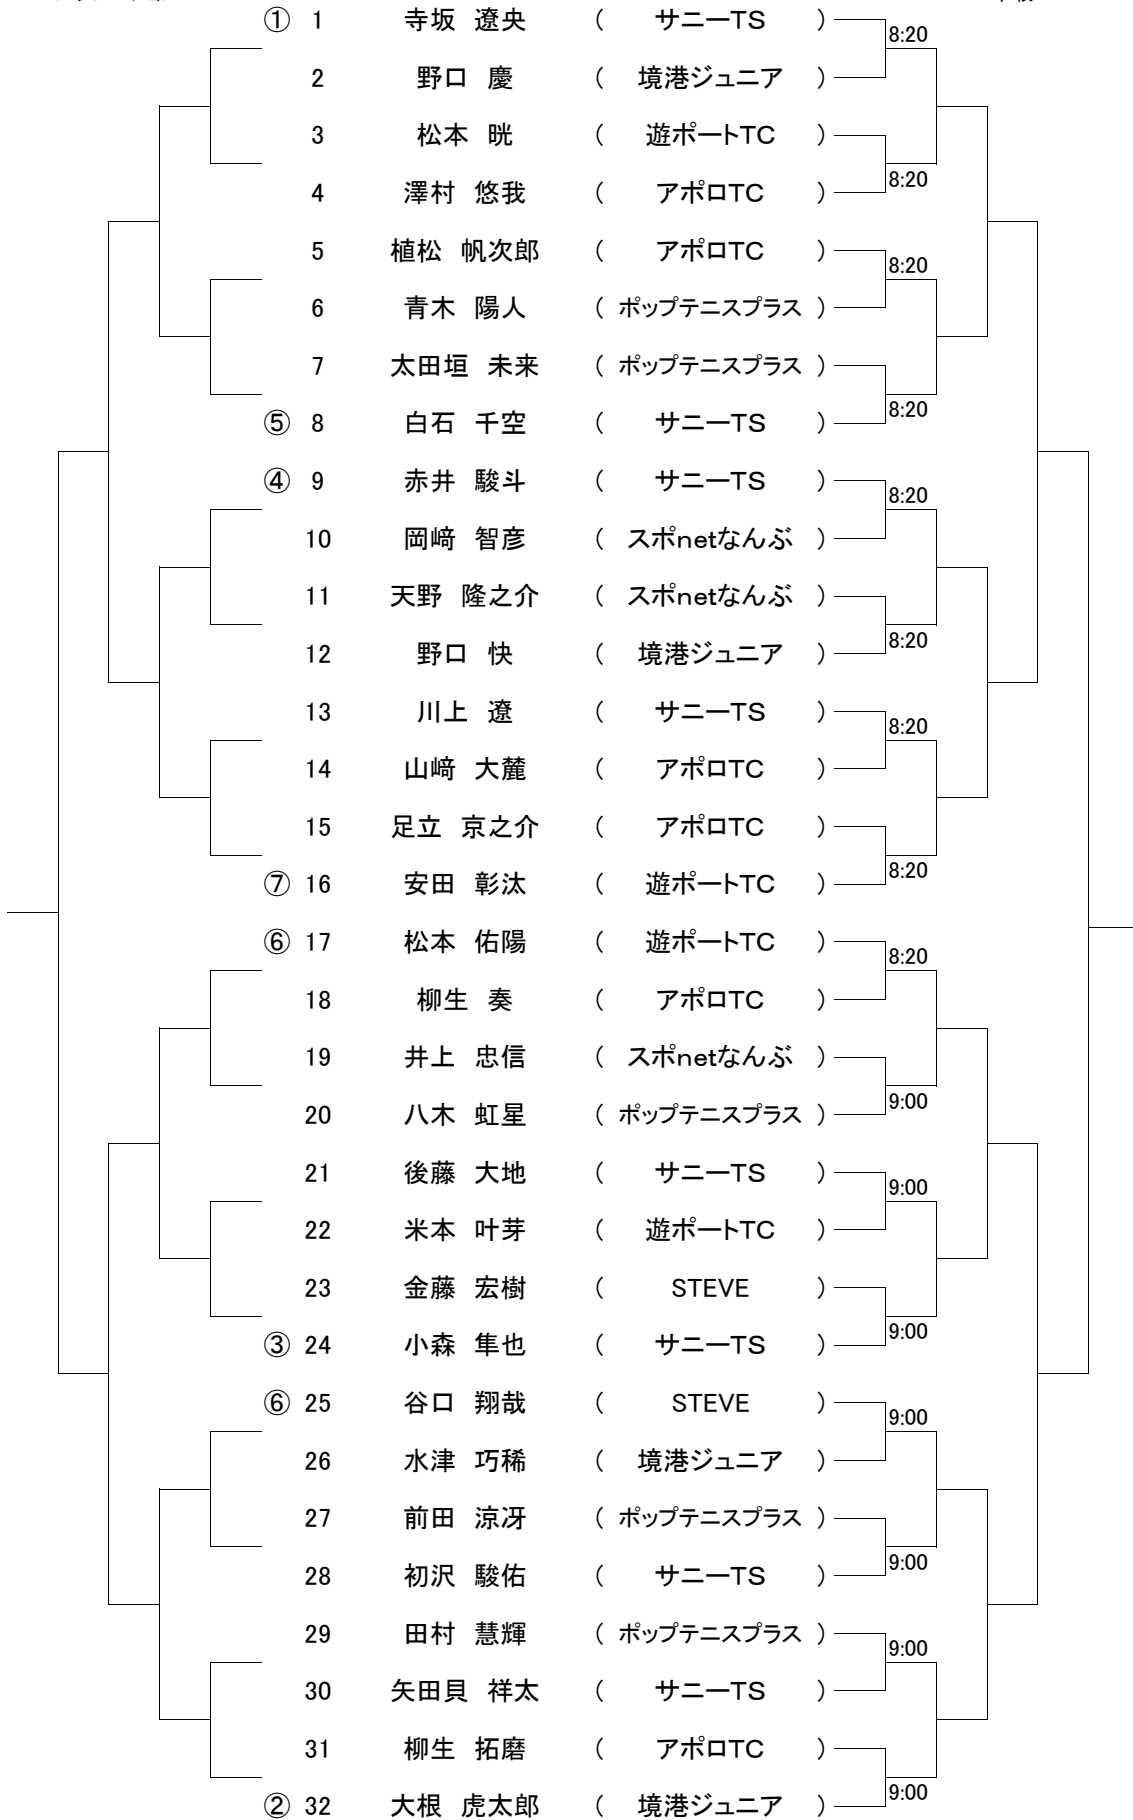 ① 1 寺坂 遼央 ( サニーTS )
8:20
2 野口 慶 ( 境港ジュニア )
3 松本 晄 ( 遊ポートTC )
8:20
4 澤村 悠我 ( アポロTC )
5 植松 帆次郎 ( アポロTC )
8:20
6 青木 陽人 ( ポップテニスプラス )
7 太田垣 未来 ( ポップテニスプラス )
8:20
⑤ 8 白石 千空 ( サニーTS )
④ 9 赤井 駿斗 ( サニーTS )
8:20
10 岡﨑 智彦 ( スポnetなんぶ )
11 天野 隆之介 ( スポnetなんぶ )
8:20
12 野口 快 ( 境港ジュニア )
13 川上 遼 ( サニーTS )
8:20
14 山﨑 大麓 ( アポロTC )
15 足立 京之介 ( アポロTC )
8:20
⑦ 16 安田 彰汰 ( 遊ポートTC )
⑥ 17 松本 佑陽 ( 遊ポートTC )
8:20
18 柳生 奏 ( アポロTC )
19 井上 忠信 ( スポnetなんぶ )
9:00
20 八木 虹星 ( ポップテニスプラス )
21 後藤 大地 ( サニーTS )
9:00
22 米本 叶芽 ( 遊ポートTC )
23 金藤 宏樹 ( STEVE )
9:00
③ 24 小森 隼也 ( サニーTS )
⑥ 25 谷口 翔哉 ( STEVE )
9:00
26 水津 巧稀 ( 境港ジュニア )
27 前田 涼冴 ( ポップテニスプラス )
9:00
28 初沢 駿佑 ( サニーTS )
29 田村 慧輝 ( ポップテニスプラス )
9:00
30 矢田貝 祥太 ( サニーTS )
31 柳生 拓磨 ( アポロTC )
9:00
② 32 大根 虎太郎 ( 境港ジュニア )